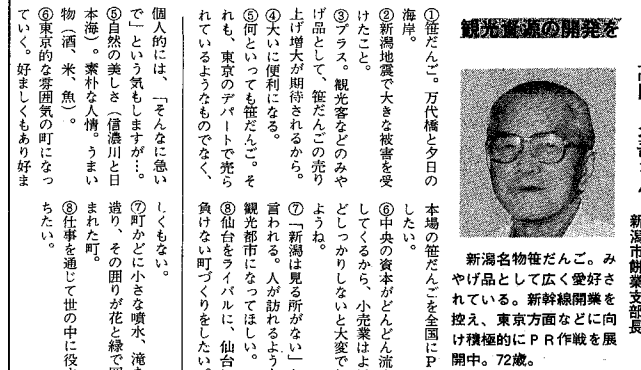 新潟市餅業支部長
観光資源の開発を
新潟名物笹だんご。み
やげ品として広く愛好さ
れている。新幹線開業を
控え、東京方面などに向
け積極的にPR作戦を展
開中。72歳。
①笹だんご。万代橋と夕日の
海岸。
②新潟地震で大きな被害を受
けたこと。
③プラス。観光客などのみや
げ品として、笹だんごの売り
上げ増大が期待されるから。
④大いに便利になる。
⑤何といっても笹だんご。そ
れも、東京のデパートで売ら
れているようなものでなく、
本場の笹だんごを全国にP
したい。
⑥中央の資本がどんどん流
してくるから、小売業はよ
どしっかりしないと大変で
ようね。
⑦「新潟は見る所がない」
言われる。人が訪れるよう
観光都市になってほしい。
⑧仙台をライバルに、仙台
負けない町づくりをしたい。
個人的には、「そんなに急い
で」という気もしますが…。
⑤自然の美しさ（信濃川と日
本海）。素朴な人情。うまい
物（酒、米、魚）。
⑥東京的な雰囲気の町になっ
ていく。好ましくもあり好ま
しくもない。
⑦町かどに小さな噴水、滝
造り、その囲りが花と緑で
まれた町。
⑧仕事を通じて世の中に役
ちたい。